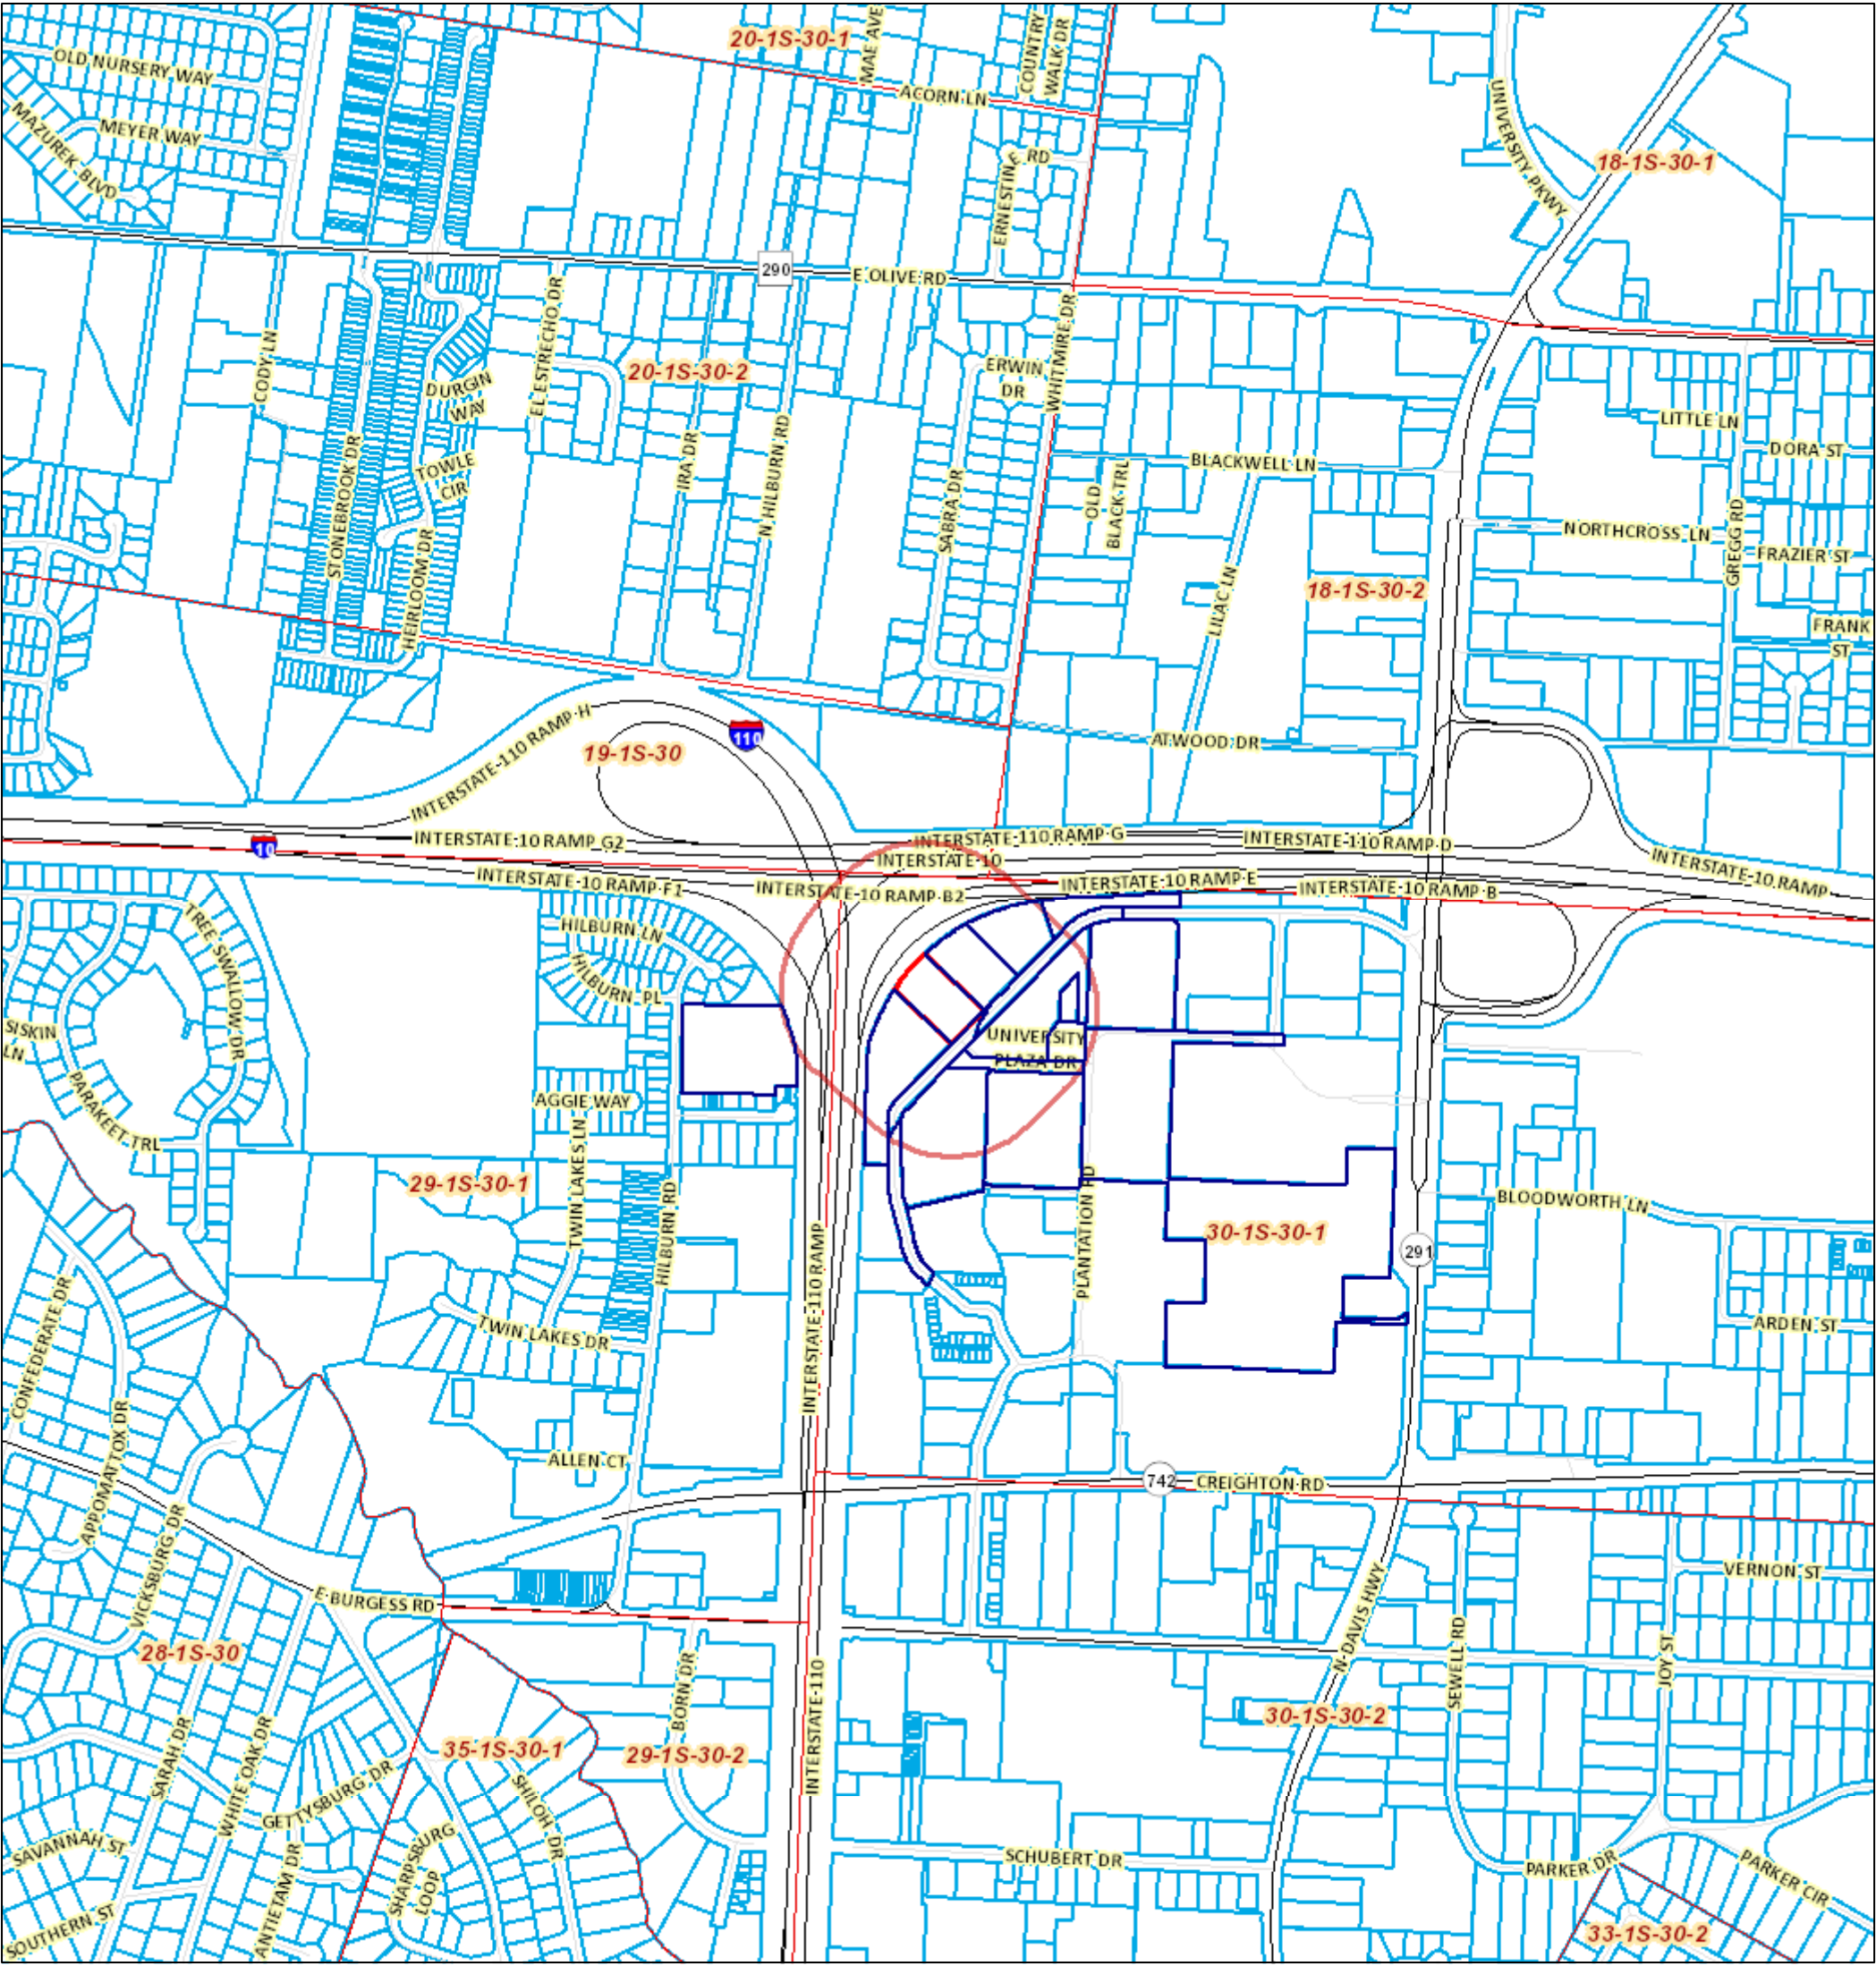 20-1S-30-1
MAE AVE
COUNTRY
WALK DR
OLD NURSERY WAY
ACORN LN
MAZUREK BLVD
MEYER WAY
UNIVERSITY PKWY
ERNESTINE RD
18-1S-30-1
290
E OLIVE RD
CODY LN
EL ESTRECHO DR
WHITMIRE DR
20-1S-30-2
ERWIN
DR
DURGIN
WAY
LITTLE LN
DORA ST
STONEBROOK DR
TOWLE
CIR
IRA DR
N HILBURN RD
SABRA DR
OLD
BLACK TRL
BLACKWELL LN
NORTHCROSS LN
GREGG RD
FRAZIER ST
HEIRLOOM DR
LILAC LN
18-1S-30-2
FRANK
ST
INTERSTATE-110 RAMP H
19-1S-30
110
ATWOOD DR
10
INTERSTATE-10 RAMP G2
INTERSTATE-110 RAMP G
INTERSTATE-110 RAMP D
INTERSTATE-10
INTERSTATE-10 RAMP
INTERSTATE-10 RAMP F1
INTERSTATE-10 RAMP B2
INTERSTATE-10 RAMP E
INTERSTATE-10 RAMP B
TREE SWALLOW DR
HILBURN LN
HILBURN PL
SISKIN
LN
UNIVERSITY
PLAZA DR
PARAKEET TRL
AGGIE WAY
TWIN LAKES LN
29-1S-30-1
HILBURN RD
PLANTATION RD
BLOODWORTH LN
30-1S-30-1
291
CONFEDERATE DR
TWIN LAKES DR
INTERSTATE-110 RAMP
ARDEN ST
APPOMATTOX DR
ALLEN CT
742
CREIGHTON RD
VICKSBURG DR
E BURGESS RD
N DAVIS HWY
VERNON ST
28-1S-30
SEWELL RD
JOY ST
BORN DR
INTERSTATE-110
30-1S-30-2
SARAH DR
WHITE OAK DR
35-1S-30-1
29-1S-30-2
GETTYSBURG DR
SHILOH DR
SAVANNAH ST
SHARPSBURG
LOOP
SCHUBERT DR
PARKER DR
PARKER CIR
ANTIETAM DR
SOUTHERN ST
33-1S-30-2